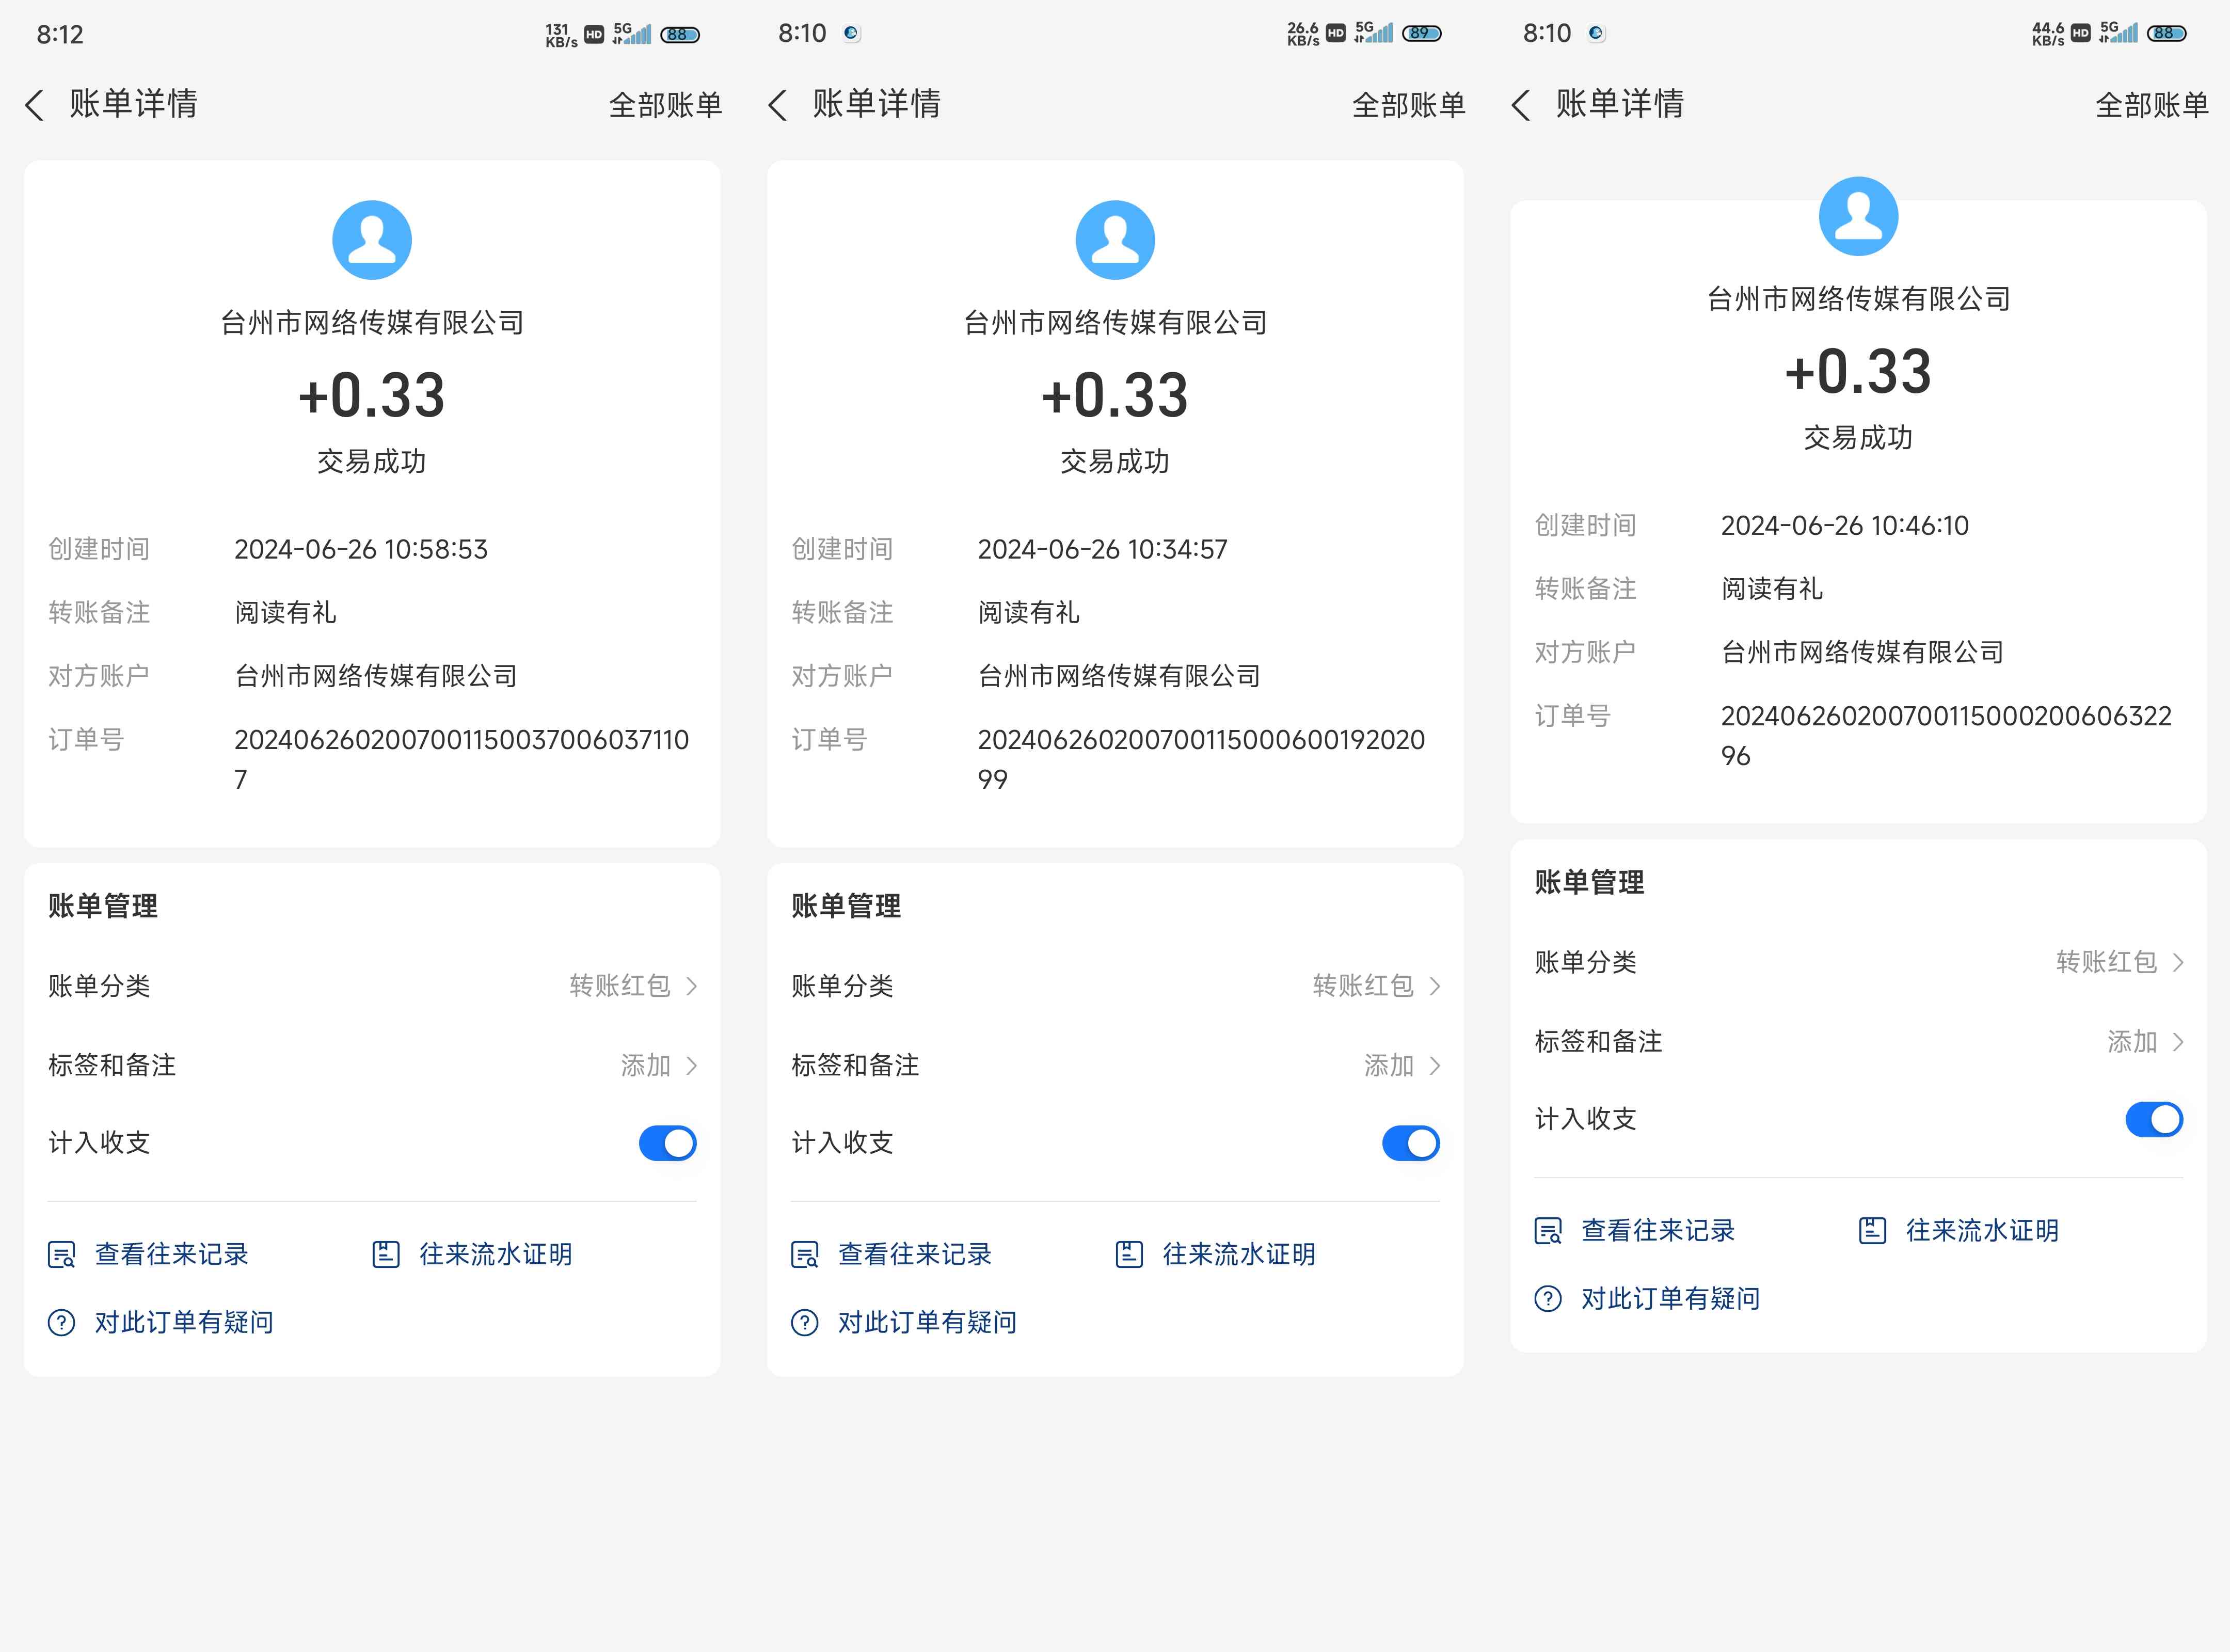 8:12
131
KB/s
HD
5G
88
账单详情
全部账单
台州市网络传媒有限公司
+0.33
交易成功
创建时间 2024-06-26 10:58:53
转账备注 阅读有礼
对方账户 台州市网络传媒有限公司
订单号 2024062602007001150037006037110
7
账单管理
账单分类 转账红包
标签和备注 添加
计入收支
查看往来记录 往来流水证明
对此订单有疑问
8:10
26.6
KB/s
HD
5G
89
账单详情
全部账单
台州市网络传媒有限公司
+0.33
交易成功
创建时间 2024-06-26 10:34:57
转账备注 阅读有礼
对方账户 台州市网络传媒有限公司
订单号 202406260200700115000600192020
99
账单管理
账单分类 转账红包
标签和备注 添加
计入收支
查看往来记录 往来流水证明
对此订单有疑问
8:10
44.6
KB/s
HD
5G
88
账单详情
全部账单
台州市网络传媒有限公司
+0.33
交易成功
创建时间 2024-06-26 10:46:10
转账备注 阅读有礼
对方账户 台州市网络传媒有限公司
订单号 202406260200700115000200606322
96
账单管理
账单分类 转账红包
标签和备注 添加
计入收支
查看往来记录 往来流水证明
对此订单有疑问